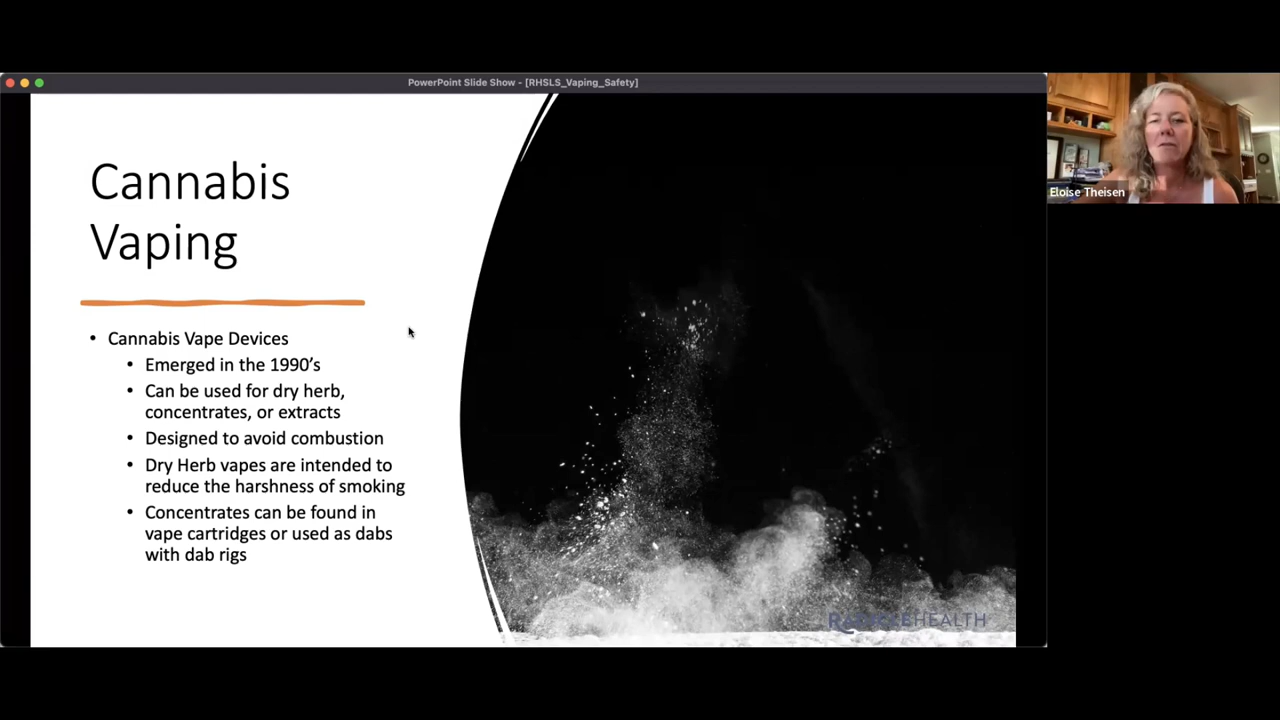 PowerPoint Slide Show - [RHSLS_Vaping_Safety]
Cannabis
Vaping
• Cannabis Vape Devices
• Emerged in the 1990's
• Can be used for dry herb,
concentrates, or extracts
• Designed to avoid combustion
• Dry Herb vapes are intended to
reduce the harshness of smoking
• Concentrates can be found in
vape cartridges or used as dabs
with dab rigs
Eloise Theisen
HEALTH